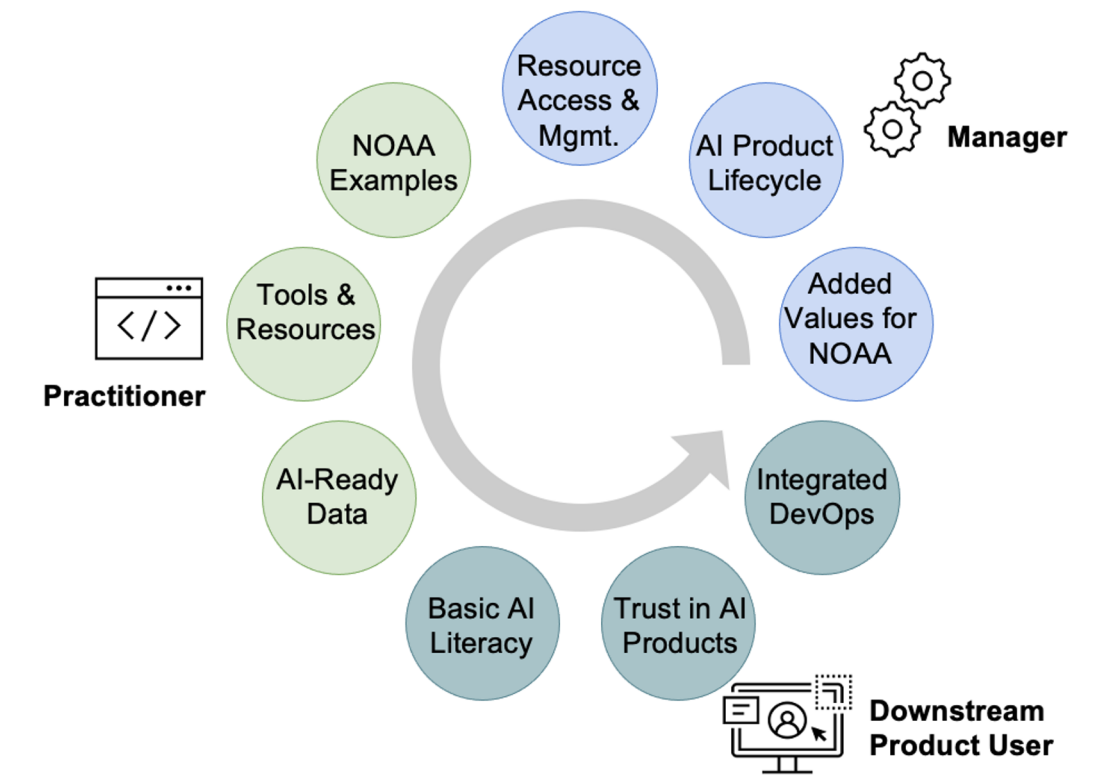 Resource
Access &
Mgmt.
AI Product
Lifecycle
Manager
Added
Values for
NOAA
Integrated
DevOps
Trust in AI
Products
Downstream
Product User
Basic AI
Literacy
AI-Ready
Data
Tools &
Resources
</>
Practitioner
NOAA
Examples